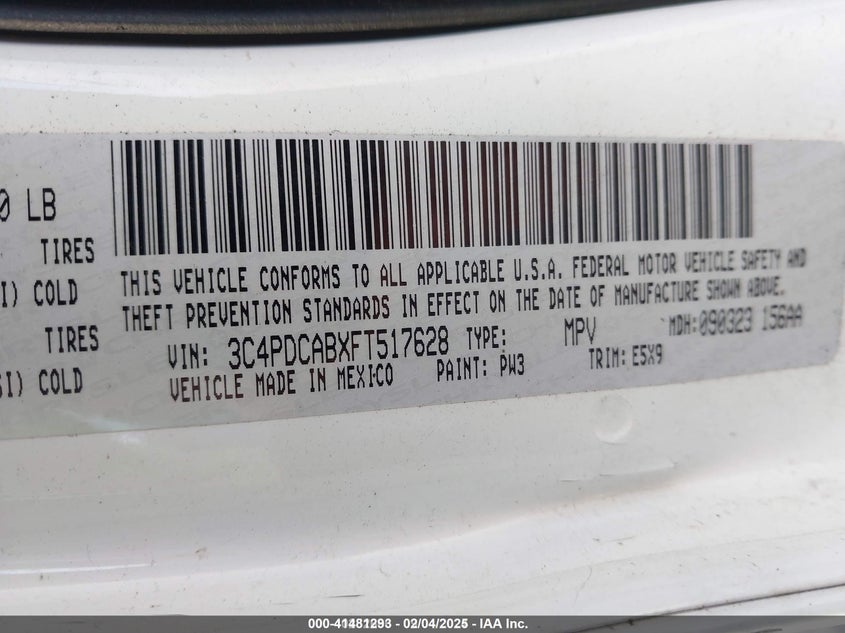 0 LB
TIRES
I) COLD
TIRES
SI) COLD
THIS VEHICLE CONFORMS TO ALL APPLICABLE U.S.A. FEDERAL MOTOR VEHICLE SAFETY AND
THEFT PREVENTION STANDARDS IN EFFECT ON THE DATE OF MANUFACTURE SHOWN ABOVE.
VIN: 3C4PDCABXFT517628 TYPE: MPV MDH:090323 156AA
VEHICLE MADE IN MEXICO PAINT: PW3 TRIM: E5X9
000-41481293 - 02/04/2025 - IAA Inc.